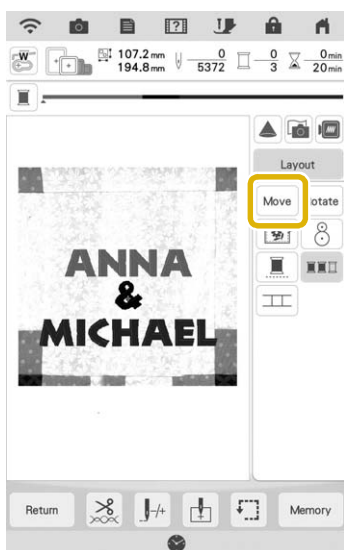 ?
W
107.2 mm
194.8 mm
0
5372
0
3
0 min
20 min
Layout
Move
otate
ANNA
&
MICHAEL
Return
-/+
Memory